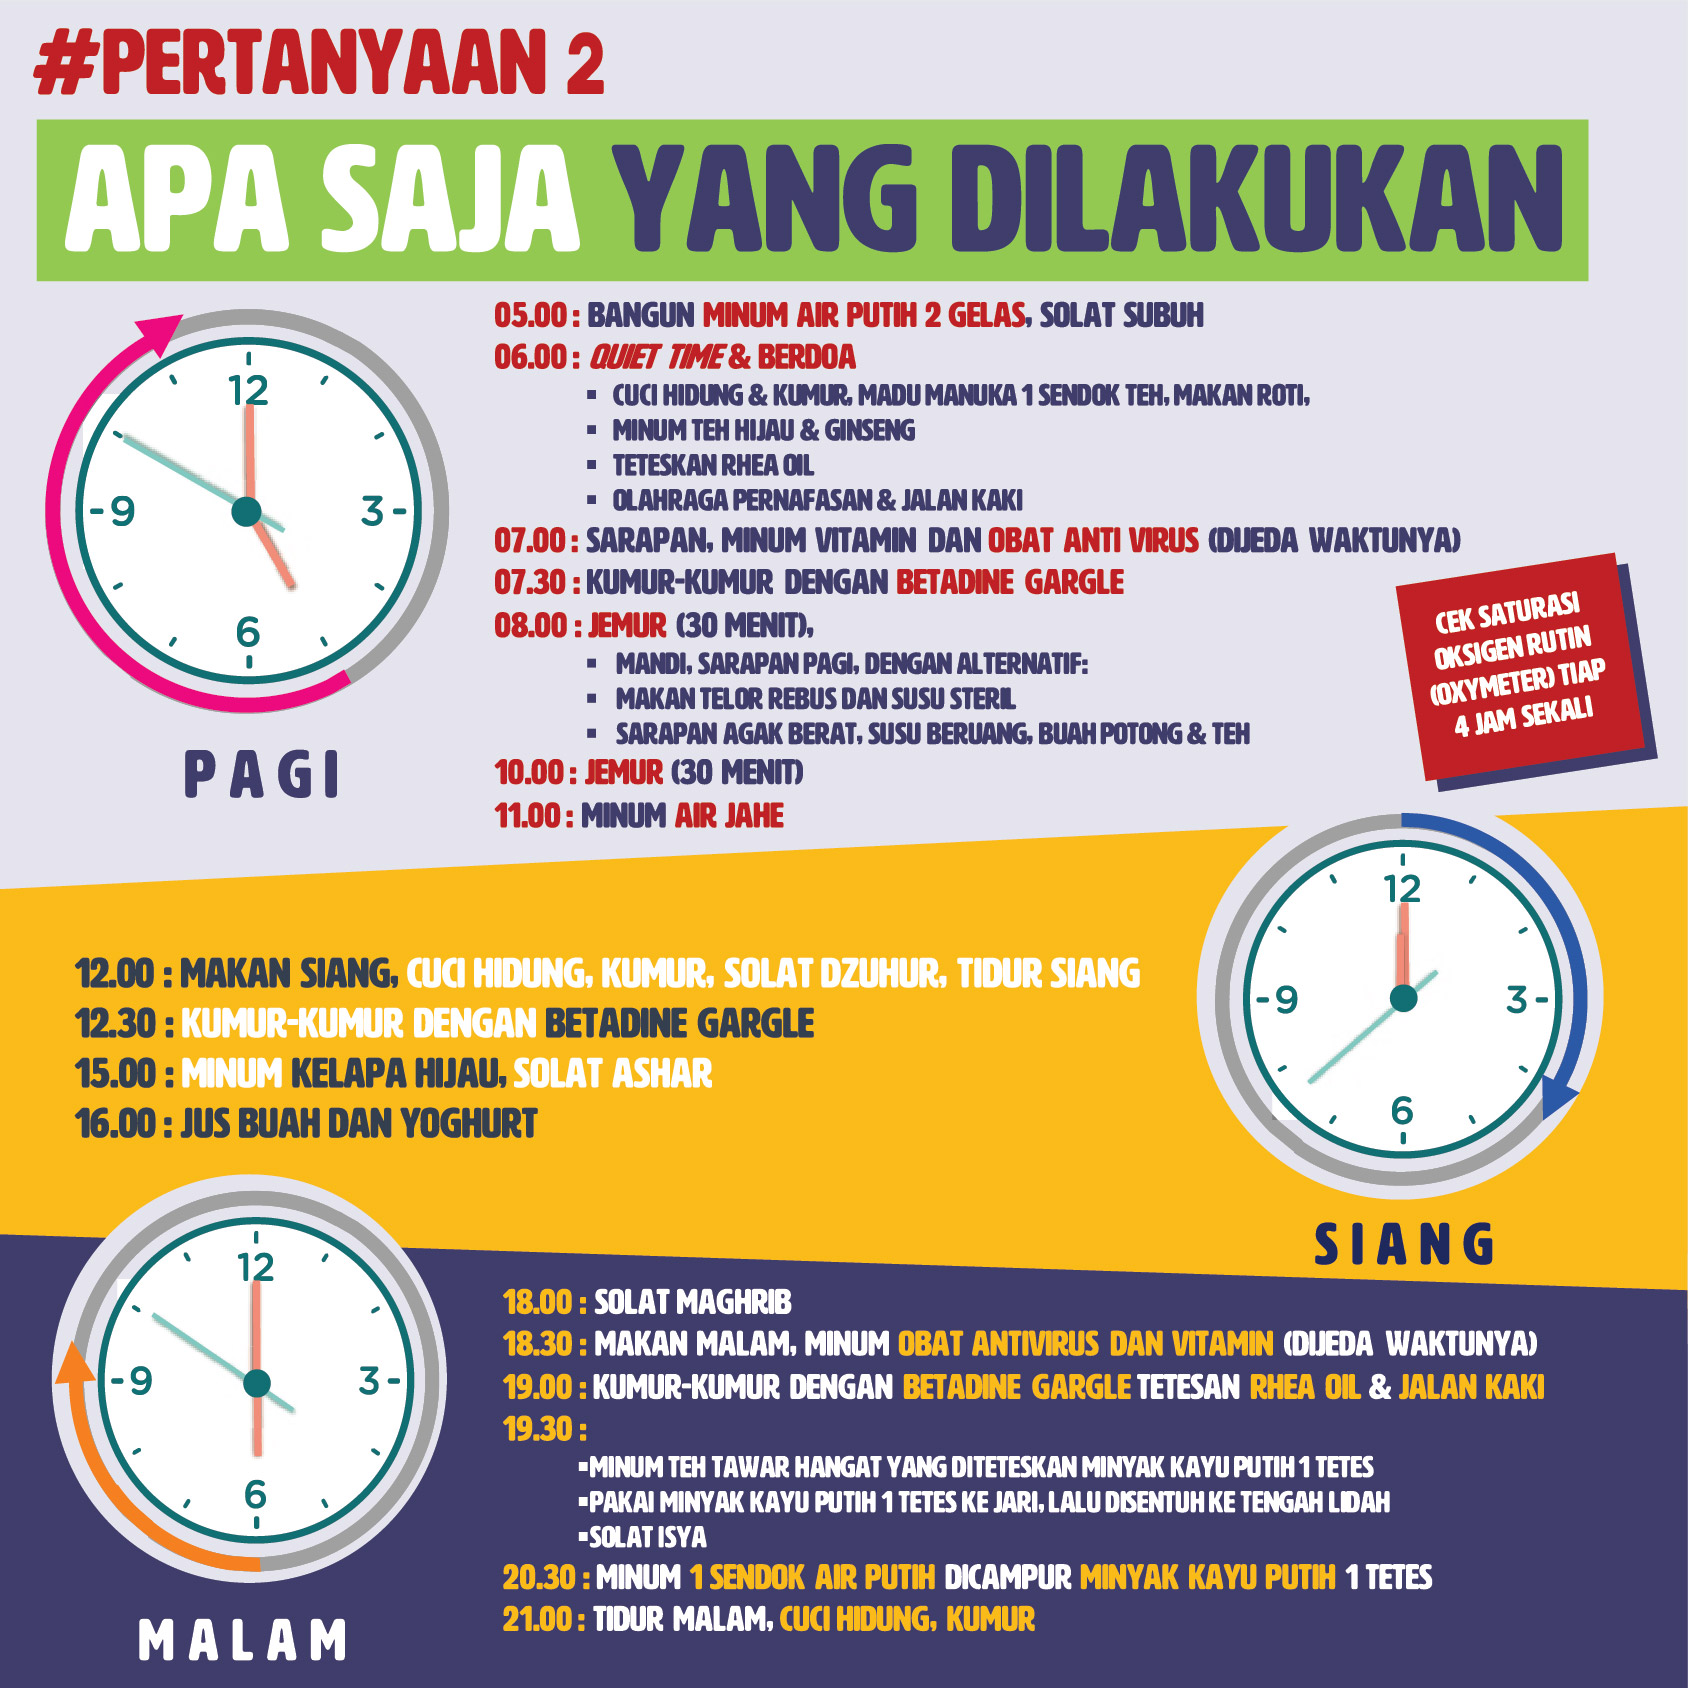 #PERTANYAAN 2
APA SAJA YANG DILAKUKAN
05.00 : BANGUN MINUM AIR PUTIH 2 GELAS, SOLAT SUBUH
06.00 : QUIET TIME & BERDOA
▪ CUCI HIDUNG & KUMUR, MADU MANUKA 1 SENDOK TEH, MAKAN ROTI,
▪ MINUM TEH HIJAU & GINSENG
▪ TETESKAN RHEA OIL
▪ OLAHRAGA PERNAFASAN & JALAN KAKI
07.00 : SARAPAN, MINUM VITAMIN DAN OBAT ANTI VIRUS (DIJEDA WAKTUNYA)
07.30 : KUMUR-KUMUR DENGAN BETADINE GARGLE
08.00 : JEMUR (30 MENIT),
▪ MANDI, SARAPAN PAGI, DENGAN ALTERNATIF:
▪ MAKAN TELOR REBUS DAN SUSU STERIL
▪ SARAPAN AGAK BERAT, SUSU BERUANG, BUAH POTONG & TEH
10.00 : JEMUR (30 MENIT)
11.00 : MINUM AIR JAHE
12
9
3
6
PAGI
CEK SATURASI
OKSIGEN RUTIN
(OXYMETER) TIAP
4 JAM SEKALI
12.00 : MAKAN SIANG, CUCI HIDUNG, KUMUR, SOLAT DZUHUR, TIDUR SIANG
12.30 : KUMUR-KUMUR DENGAN BETADINE GARGLE
15.00 : MINUM KELAPA HIJAU, SOLAT ASHAR
16.00 : JUS BUAH DAN YOGHURT
12
9
3
6
SIANG
18.00 : SOLAT MAGHRIB
18.30 : MAKAN MALAM, MINUM OBAT ANTIVIRUS DAN VITAMIN (DIJEDA WAKTUNYA)
19.00 : KUMUR-KUMUR DENGAN BETADINE GARGLE TETESAN RHEA OIL & JALAN KAKI
19.30 :
▪MINUM TEH TAWAR HANGAT YANG DITETESKAN MINYAK KAYU PUTIH 1 TETES
▪PAKAI MINYAK KAYU PUTIH 1 TETES KE JARI, LALU DISENTUH KE TENGAH LIDAH
▪SOLAT ISYA
20.30 : MINUM 1 SENDOK AIR PUTIH DICAMPUR MINYAK KAYU PUTIH 1 TETES
21.00 : TIDUR MALAM, CUCI HIDUNG, KUMUR
12
9
3
6
MALAM